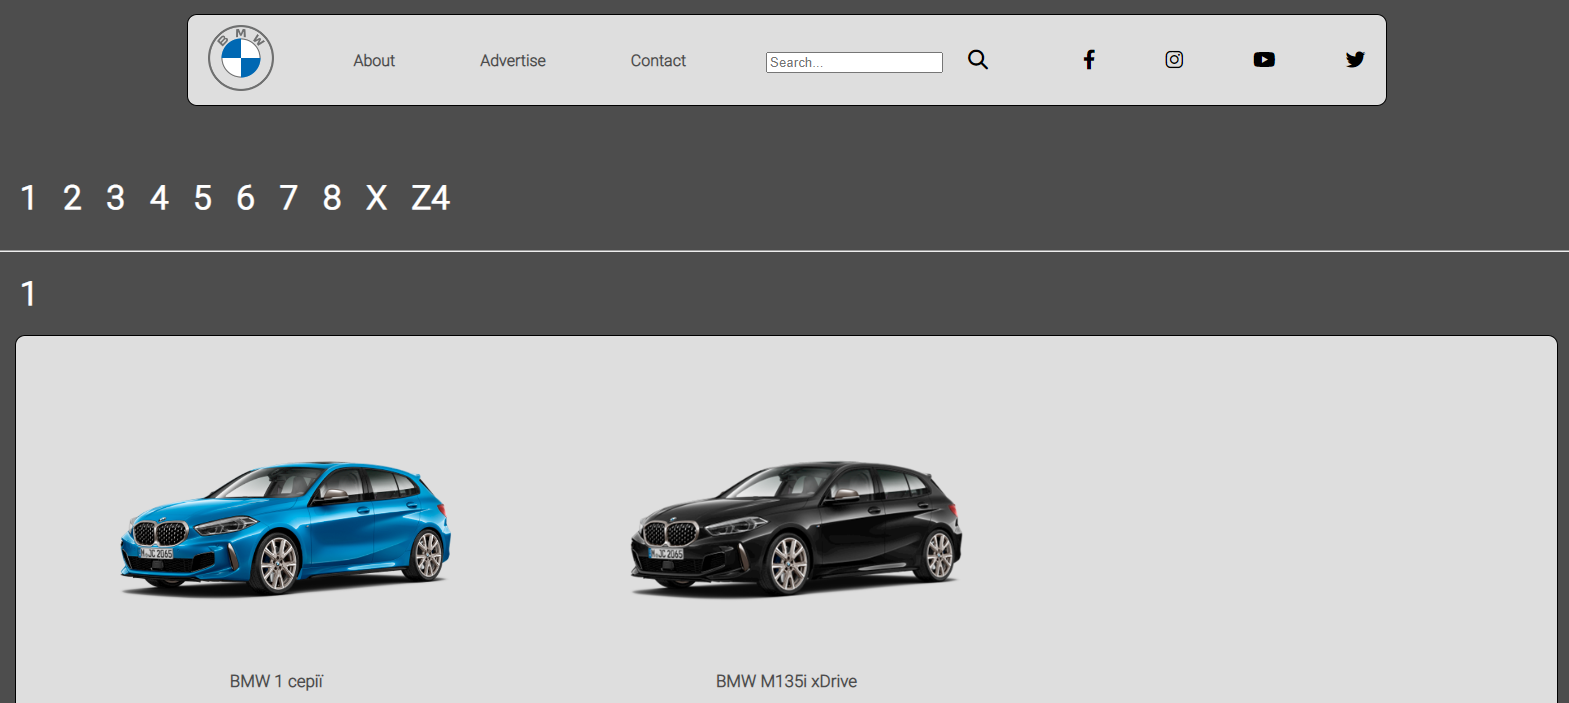 BMW
About Advertise Contact Search...
1 2 3 4 5 6 7 8 X Z4
1
M·JC 2065
M·JC 2065
BMW 1 серії
BMW M135i xDrive